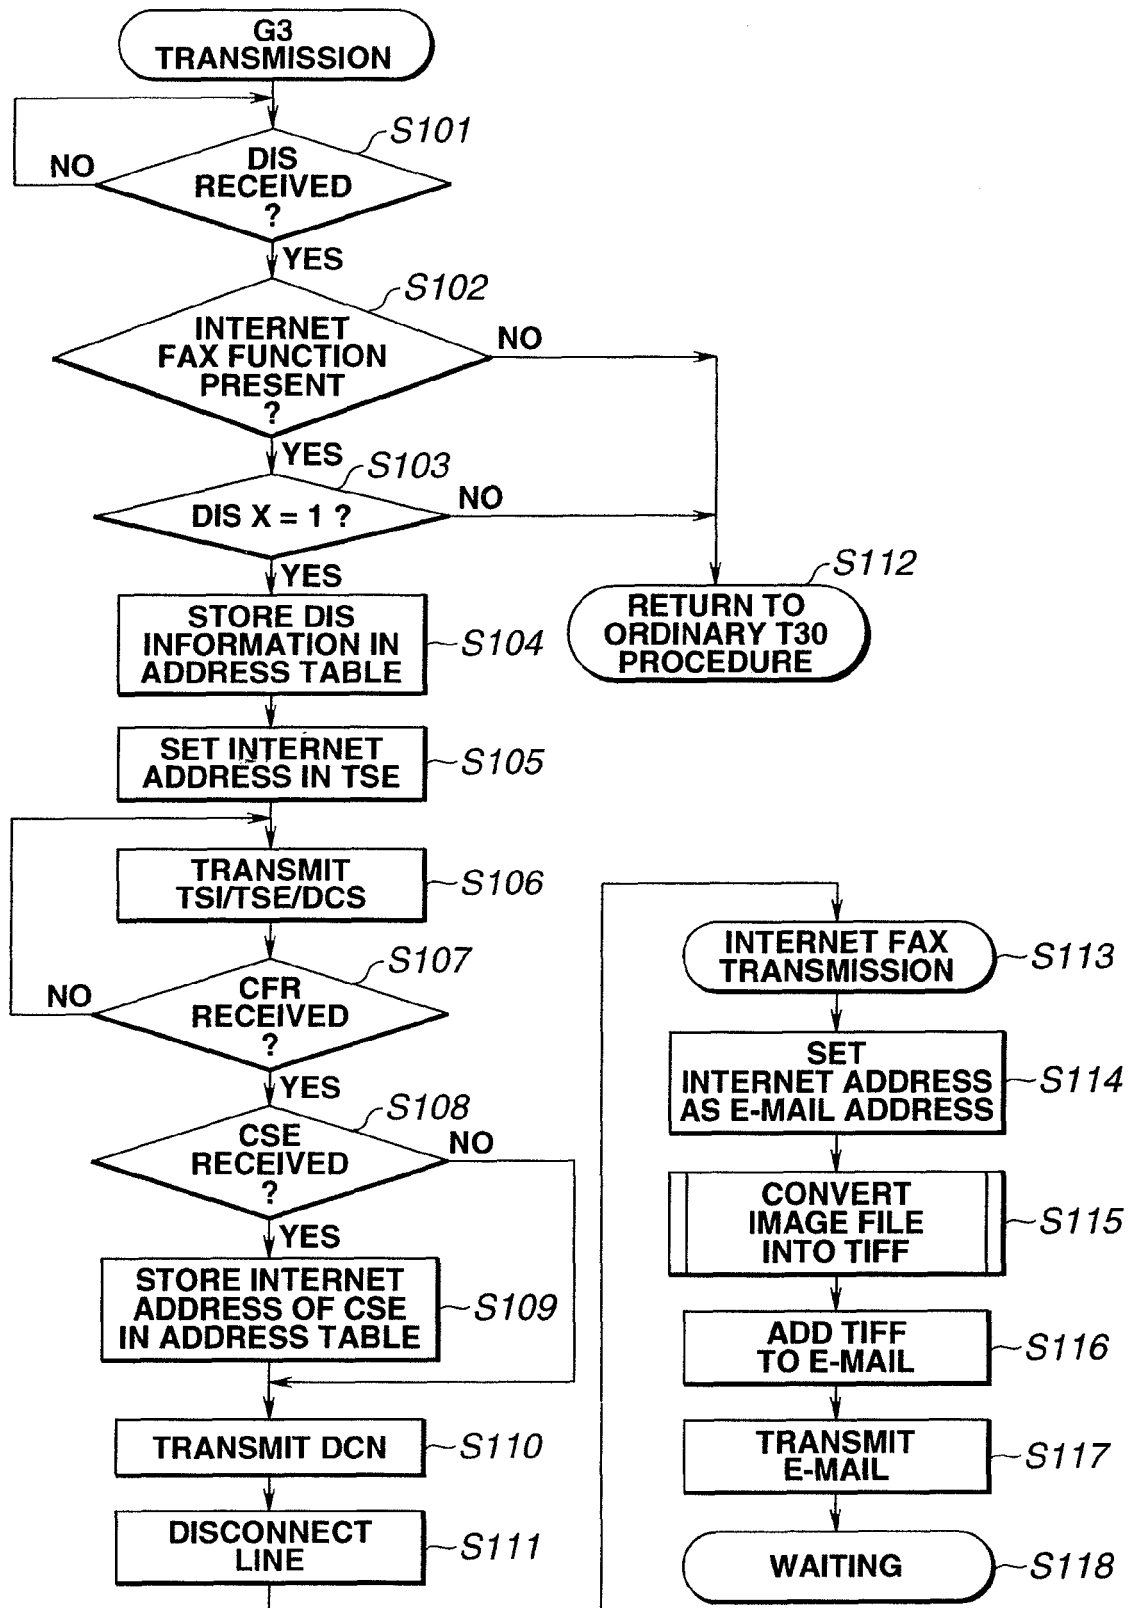 G3
TRANSMISSION
S101
DIS
RECEIVED
?
NO
YES
S102
INTERNET
FAX FUNCTION
PRESENT
?
NO
YES
S103
DIS X = 1 ?
NO
YES
S112
RETURN TO
ORDINARY T30
PROCEDURE
STORE DIS
INFORMATION IN
ADDRESS TABLE
S104
SET INTERNET
ADDRESS IN TSE
S105
TRANSMIT
TSI/TSE/DCS
S106
S107
CFR
RECEIVED
?
NO
YES
S108
CSE
RECEIVED
?
NO
YES
STORE INTERNET
ADDRESS OF CSE
IN ADDRESS TABLE
S109
TRANSMIT DCN
S110
DISCONNECT
LINE
S111
INTERNET FAX
TRANSMISSION
S113
SET
INTERNET ADDRESS
AS E-MAIL ADDRESS
S114
CONVERT
IMAGE FILE
INTO TIFF
S115
ADD TIFF
TO E-MAIL
S116
TRANSMIT
E-MAIL
S117
WAITING
S118